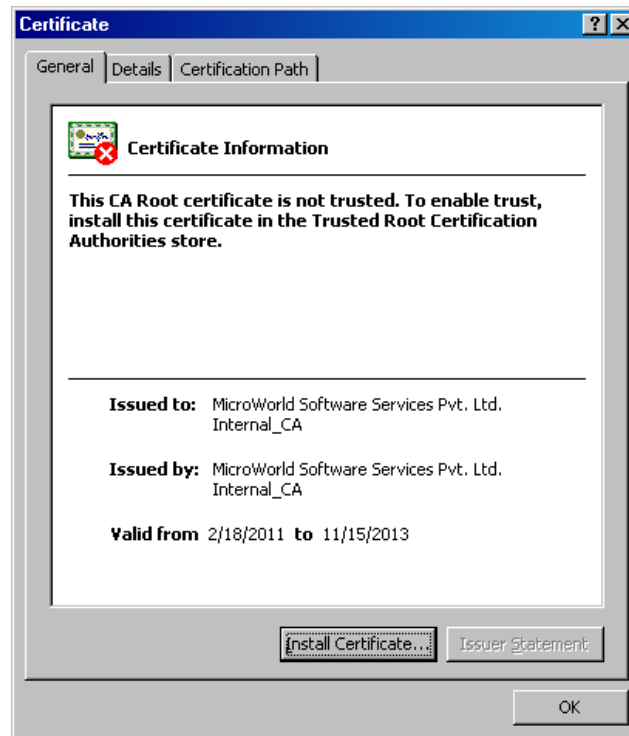 Certificate
General Details Certification Path
Certificate Information
This CA Root certificate is not trusted. To enable trust,
install this certificate in the Trusted Root Certification
Authorities store.
Issued to: MicroWorld Software Services Pvt. Ltd.
Internal_CA
Issued by: MicroWorld Software Services Pvt. Ltd.
Internal_CA
Valid from 2/18/2011 to 11/15/2013
Install Certificate... Issuer Statement
OK